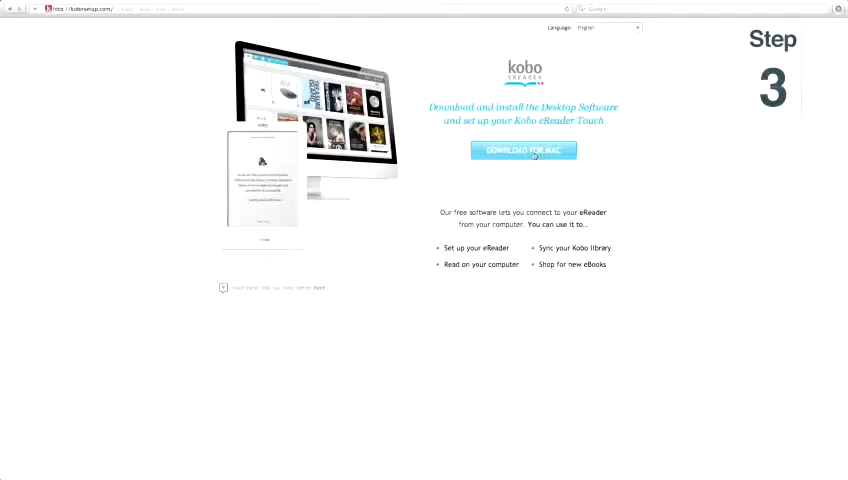 http://kobosetup.com/
Google
Language: English
Step
3
kobo
EREADER
Download and install the Desktop Software
and set up your Kobo eReader Touch
DOWNLOAD FOR MAC
Our free software lets you connect to your eReader
from your computer. You can use it to...
Set up your eReader
Sync your Kobo library
Read on your computer
Shop for new eBooks